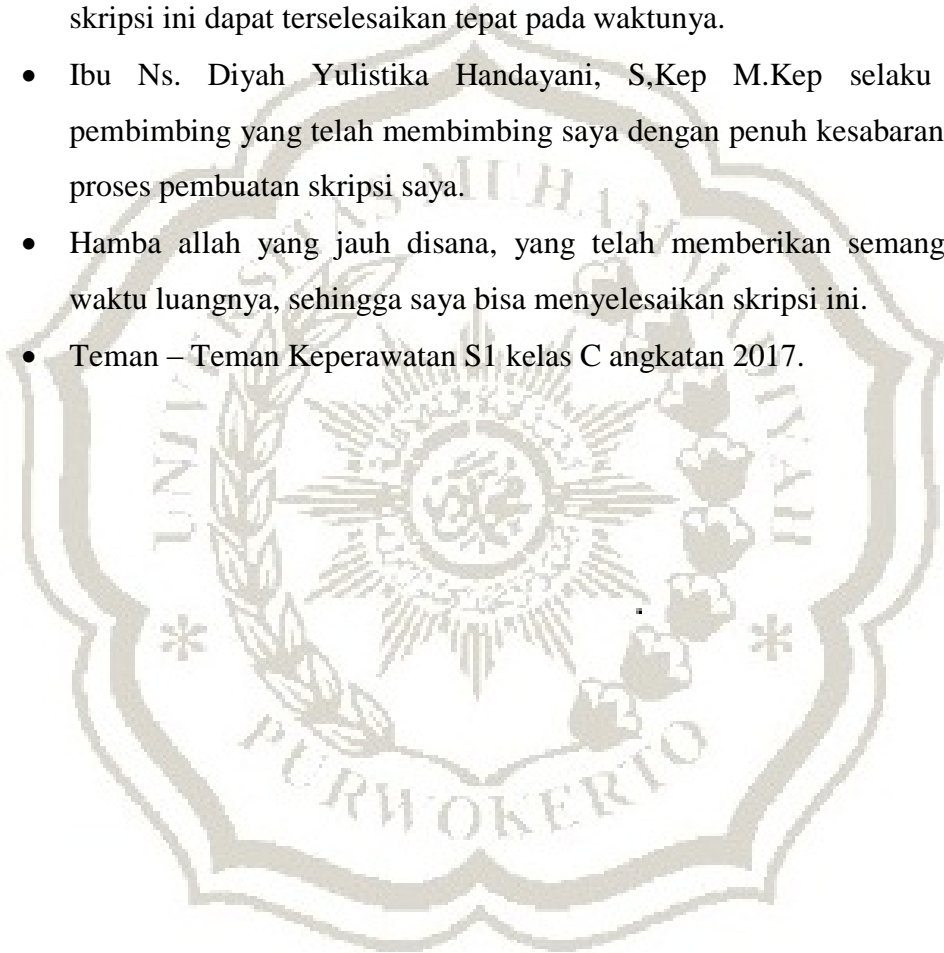 skripsi ini dapat terselesaikan tepat pada waktunya.
• Ibu Ns. Diyah Yulistika Handayani, S,Kep M.Kep selaku
pembimbing yang telah membimbing saya dengan penuh kesabaran
proses pembuatan skripsi saya.
• Hamba allah yang jauh disana, yang telah memberikan semang
waktu luangnya, sehingga saya bisa menyelesaikan skripsi ini.
• Teman – Teman Keperawatan S1 kelas C angkatan 2017.
UNIVERSITAS MUHAMMADIYAH
PURWOKERTO